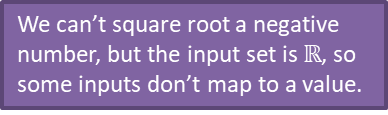 We can’t square root a negative
number, but the input set is ℝ, so
some inputs don’t map to a value.